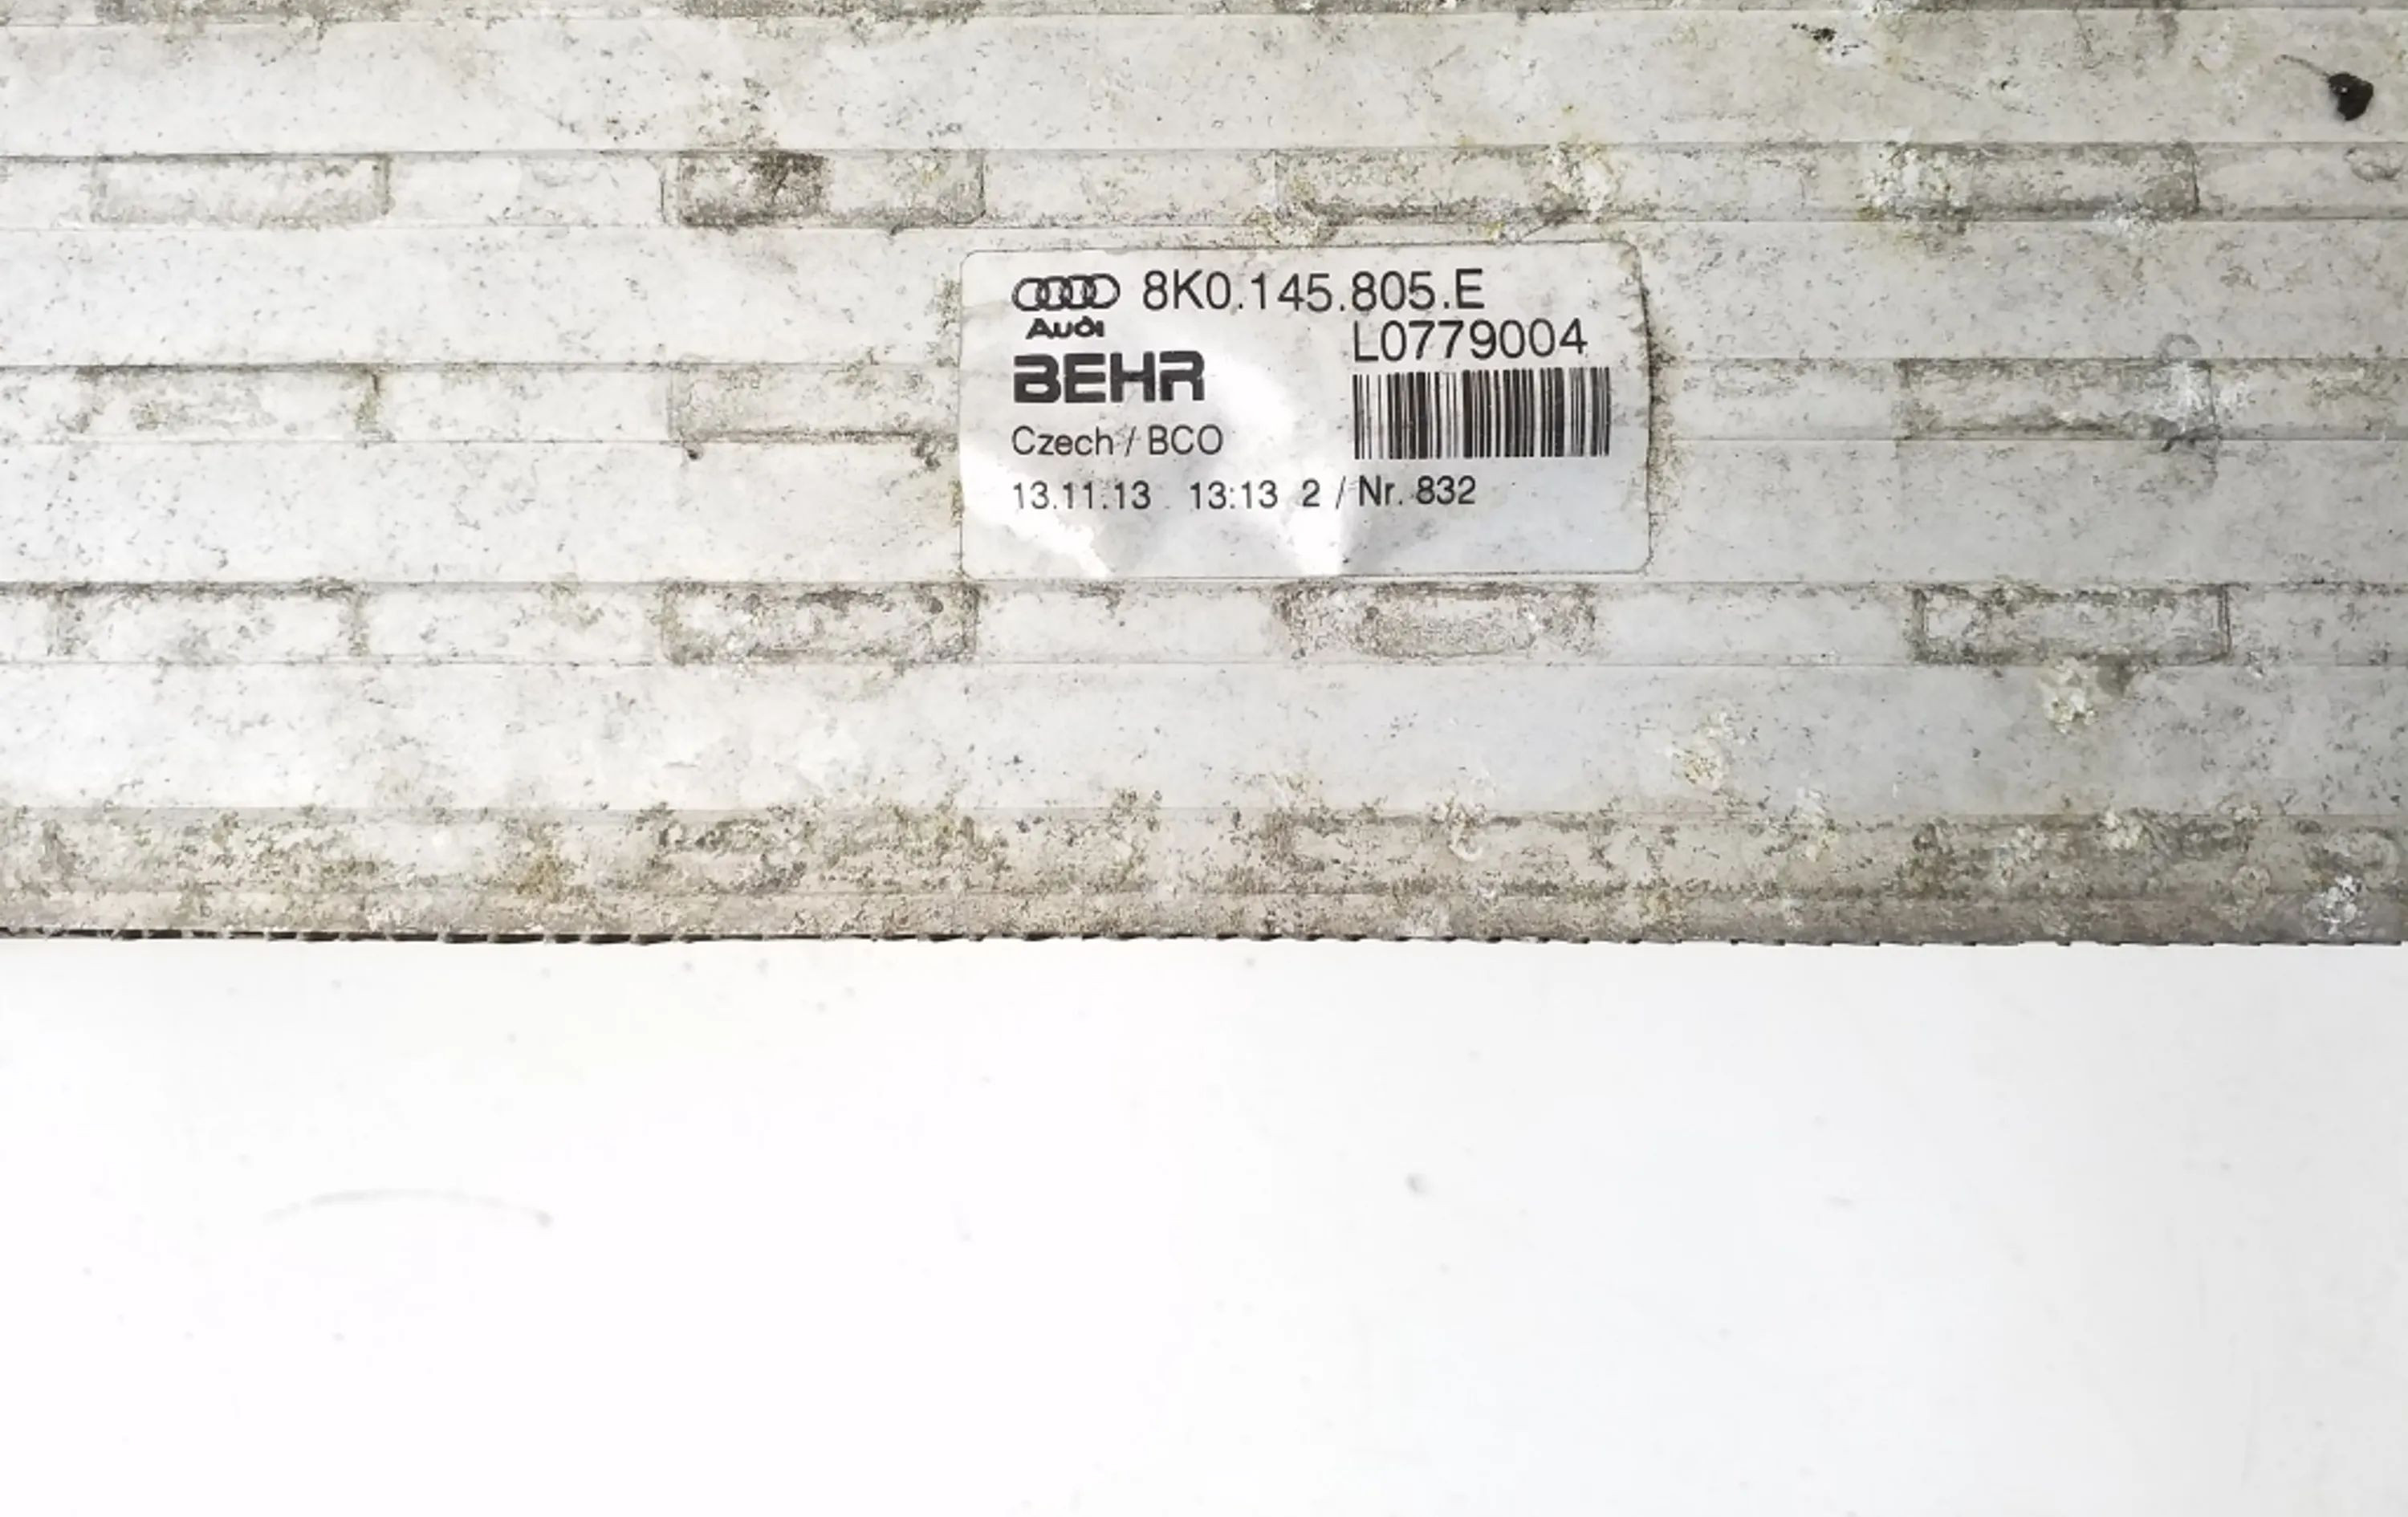 8K0.145.805.E
Audi
L0779004
BEHR
Czech / BCO
13.11.13 13:13 2 / Nr. 832